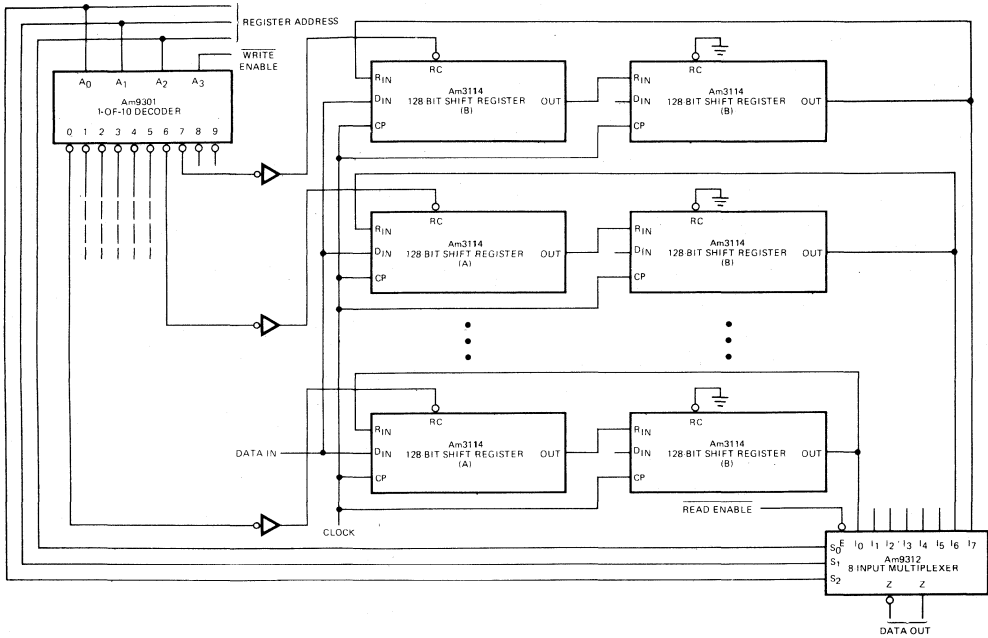 REGISTER ADDRESS
WRITE
ENABLE
A0 A1 A2 A3
Am9301
1-OF-10 DECODER
0 1 2 3 4 5 6 7 8 9
RC
RIN
DIN
CP
Am3114
128-BIT SHIFT REGISTER
(B)
OUT
RC
RIN
DIN
CP
Am3114
128-BIT SHIFT REGISTER
(B)
OUT
RC
RIN
DIN
CP
Am3114
128-BIT SHIFT REGISTER
(A)
OUT
RC
RIN
DIN
CP
Am3114
128-BIT SHIFT REGISTER
(B)
OUT
RC
RIN
DIN
CP
Am3114
128-BIT SHIFT REGISTER
(A)
OUT
RC
RIN
DIN
CP
Am3114
128-BIT SHIFT REGISTER
(B)
OUT
DATA IN
CLOCK
READ ENABLE
E I0 I1 I2 I3 I4 I5 I6 I7
S0
S1
S2
Am9312
8 INPUT MULTIPLEXER
Z Z
DATA OUT